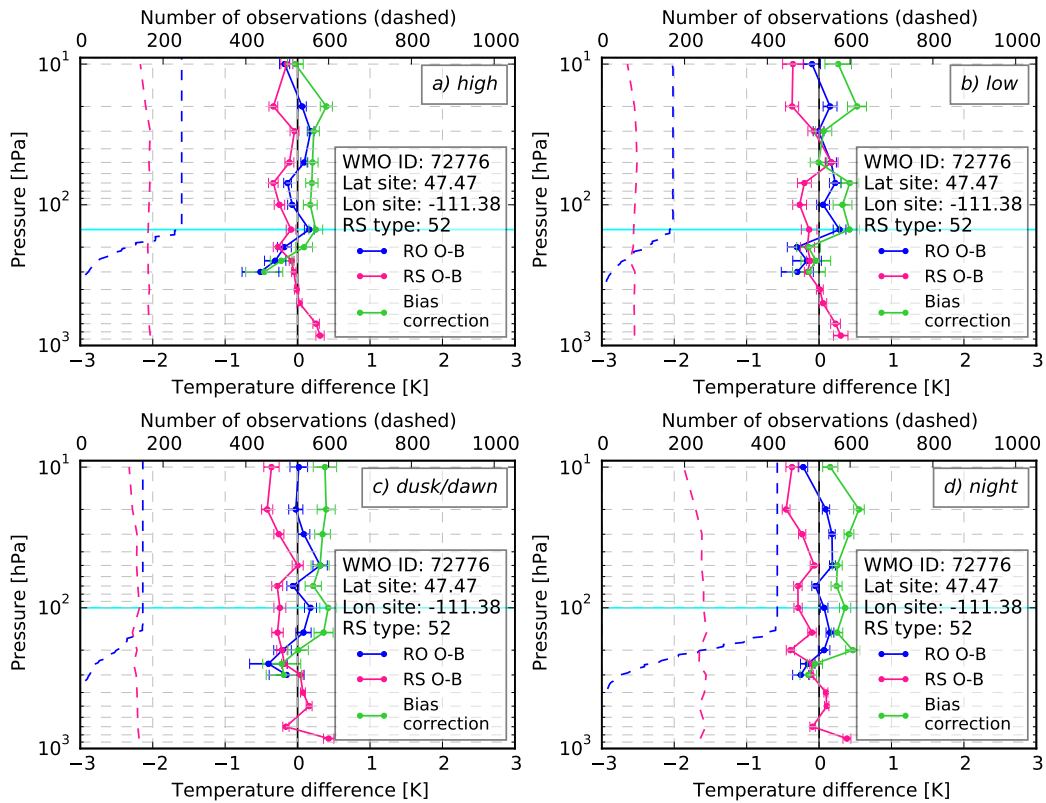 Number of observations (dashed)
0 200 400 600 800 1000
10¹
10²
10³
Pressure [hPa]
a) high
WMO ID: 72776
Lat site: 47.47
Lon site: -111.38
RS type: 52
RO O-B
RS O-B
Bias
correction
−3 −2 −1 0 1 2 3
Temperature difference [K]
Number of observations (dashed)
0 200 400 600 800 1000
10¹
10²
10³
Pressure [hPa]
b) low
WMO ID: 72776
Lat site: 47.47
Lon site: -111.38
RS type: 52
RO O-B
RS O-B
Bias
correction
−3 −2 −1 0 1 2 3
Temperature difference [K]
Number of observations (dashed)
0 200 400 600 800 1000
10¹
10²
10³
Pressure [hPa]
c) dusk/dawn
WMO ID: 72776
Lat site: 47.47
Lon site: -111.38
RS type: 52
RO O-B
RS O-B
Bias
correction
−3 −2 −1 0 1 2 3
Temperature difference [K]
Number of observations (dashed)
0 200 400 600 800 1000
10¹
10²
10³
Pressure [hPa]
d) night
WMO ID: 72776
Lat site: 47.47
Lon site: -111.38
RS type: 52
RO O-B
RS O-B
Bias
correction
−3 −2 −1 0 1 2 3
Temperature difference [K]